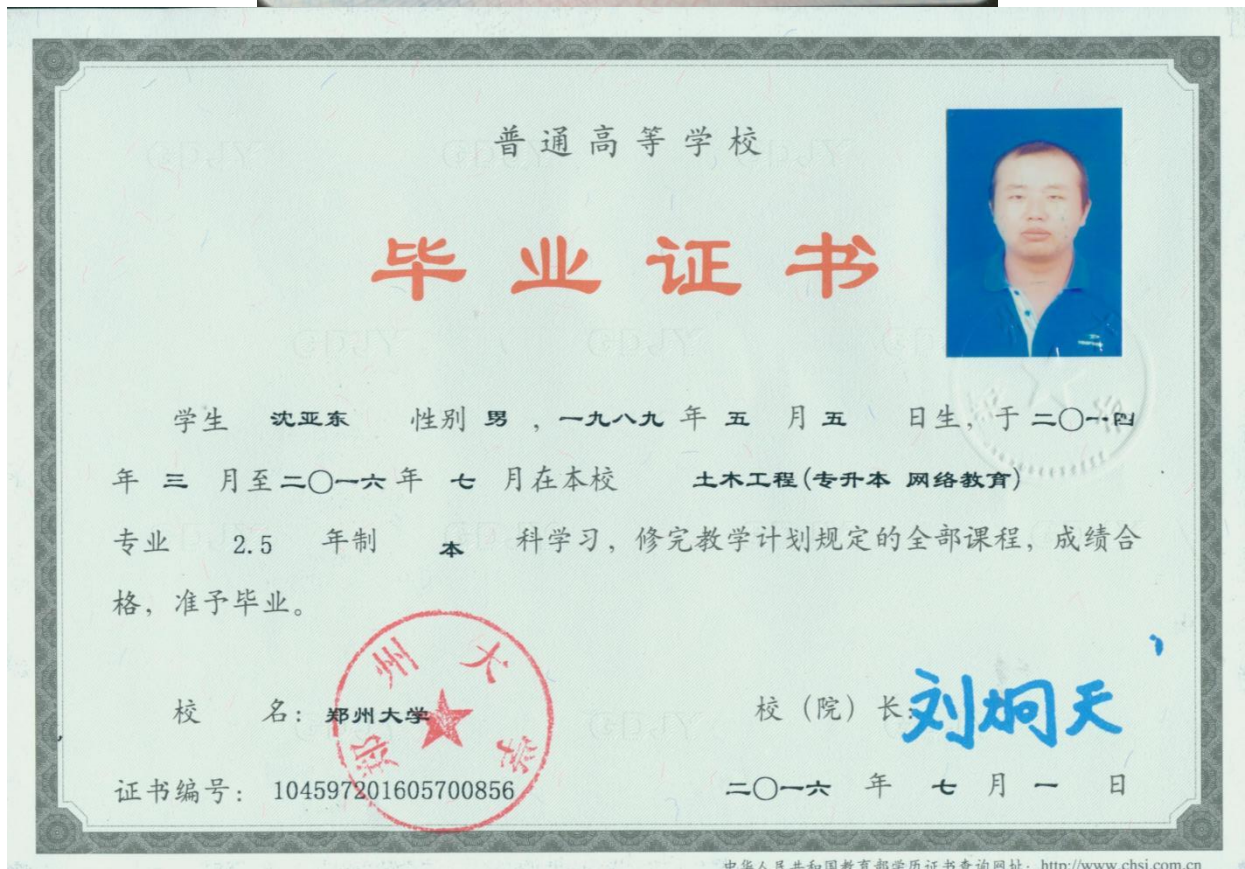 普通高等学校
毕业证书
学生 沈亚东 性别 男 ，一九八九 年 五 月 五 日生，于 二〇一四
年 三 月至 二〇一六 年 七 月在本校 土木工程(专升本 网络教育)
专业 2.5 年制 本 科学习，修完教学计划规定的全部课程，成绩合
格，准予毕业。
郑州大学
校 名：郑州大学 校（院）长：刘炯天
证书编号： 104597201605700856 二〇一六 年 七 月 一 日
中华人民共和国教育部学历证书查询网址：http://www.chsi.com.cn